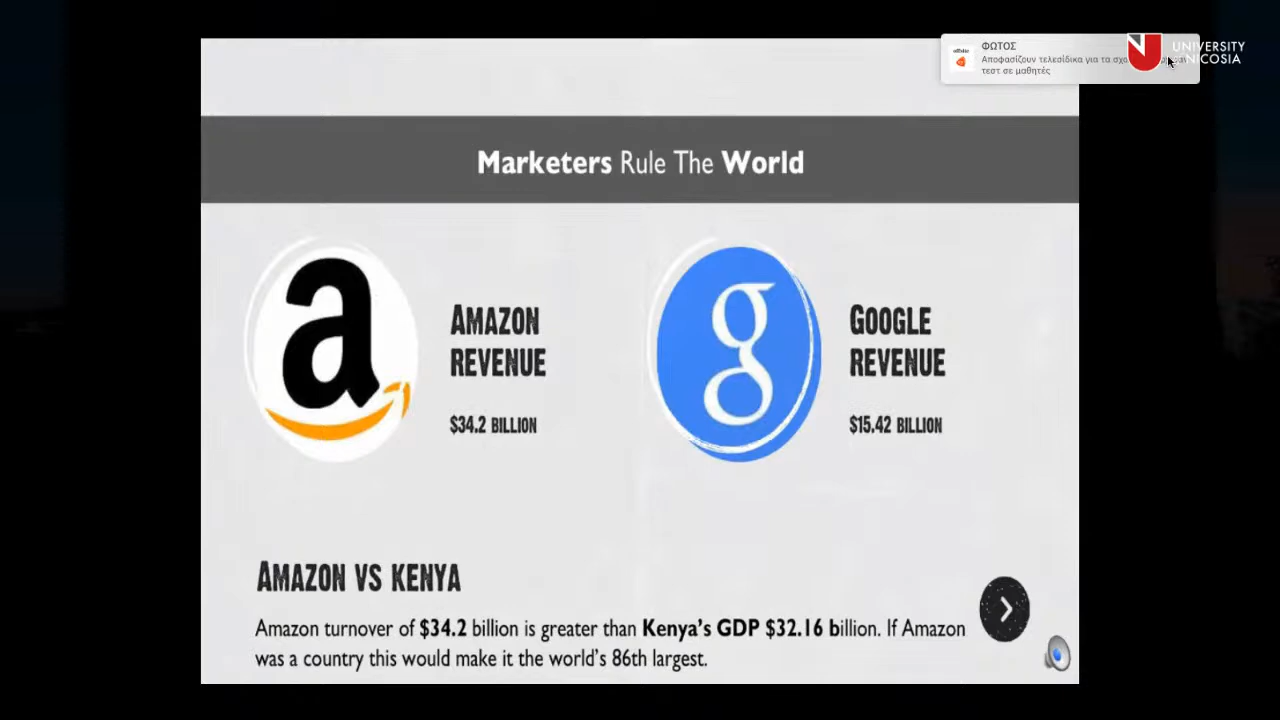 ΦΩΤΟΣ
Αποφασίζουν τελεσίδικα για τα
τεστ σε μαθητές
UNIVERSITY
NICOSIA
Marketers Rule The World
AMAZON
REVENUE
$34.2 BILLION
g
GOOGLE
REVENUE
$15.42 BILLION
a
AMAZON VS KENYA
Amazon turnover of $34.2 billion is greater than Kenya's GDP $32.16 billion. If Amazon
was a country this would make it the world's 86th largest.